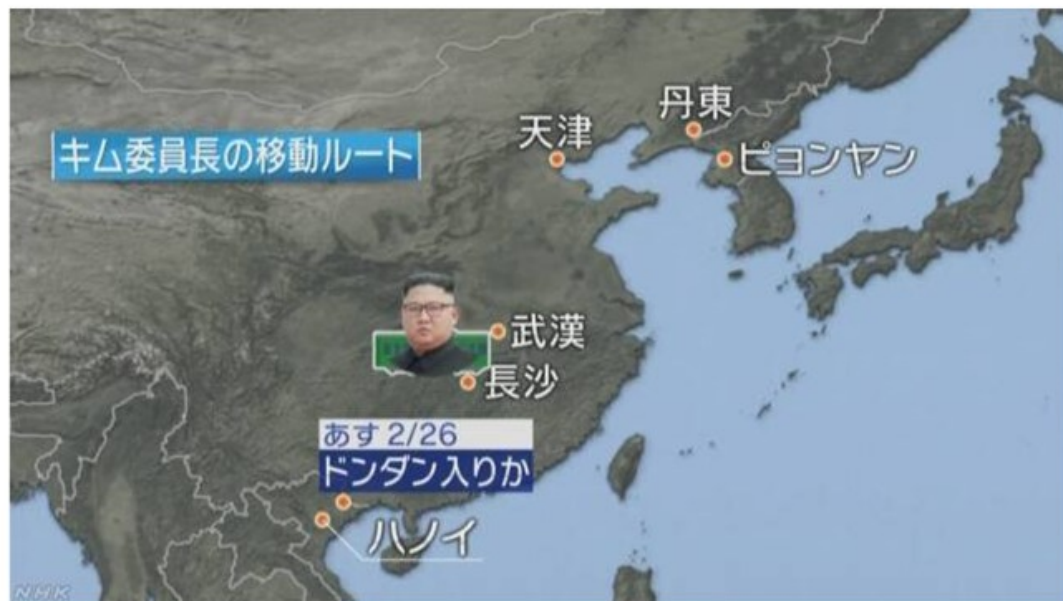 キム委員長の移動ルート
丹東
天津
ピョンヤン
武漢
長沙
あす 2/26
ドンダン入りか
ハノイ
NHK